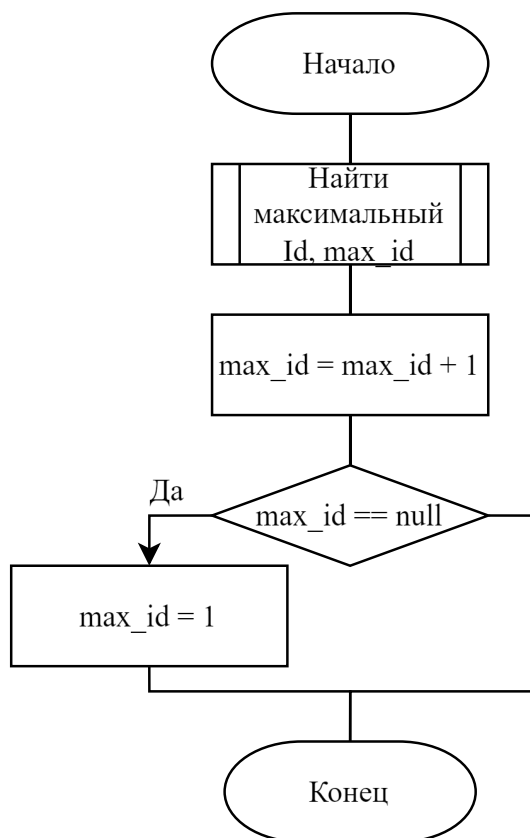 Начало
Найти
максимальный
Id, max_id
max_id = max_id + 1
Да
max_id == null
max_id = 1
Конец